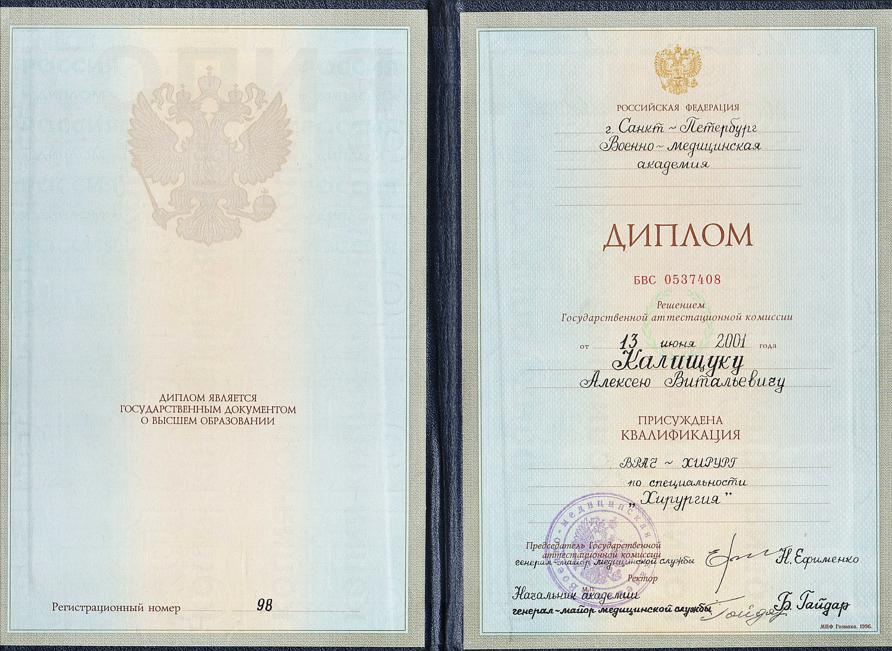 ДИПЛОМ ЯВЛЯЕТСЯ
ГОСУДАРСТВЕННЫМ ДОКУМЕНТОМ
О ВЫСШЕМ ОБРАЗОВАНИИ
Регистрационный номер 98
РОССИЙСКАЯ ФЕДЕРАЦИЯ
г. Санкт-Петербург
Военно-медицинская
академия
ДИПЛОМ
БВС 0537408
Решением
Государственной аттестационной комиссии
от 13 июня 2001 года
Калищуку
Алексею Витальевичу
ПРИСУЖДЕНА
КВАЛИФИКАЦИЯ
ВРАЧ - ХИРУРГ
по специальности
„Хирургия"
Председатель Государственной
аттестационной комиссии
генерал-майор медицинской службы Н. Ефименко
Ректор
М.П.
Начальник академии
генерал-майор медицинской службы Б. Гайдар
МПФ Гознака. 1996.